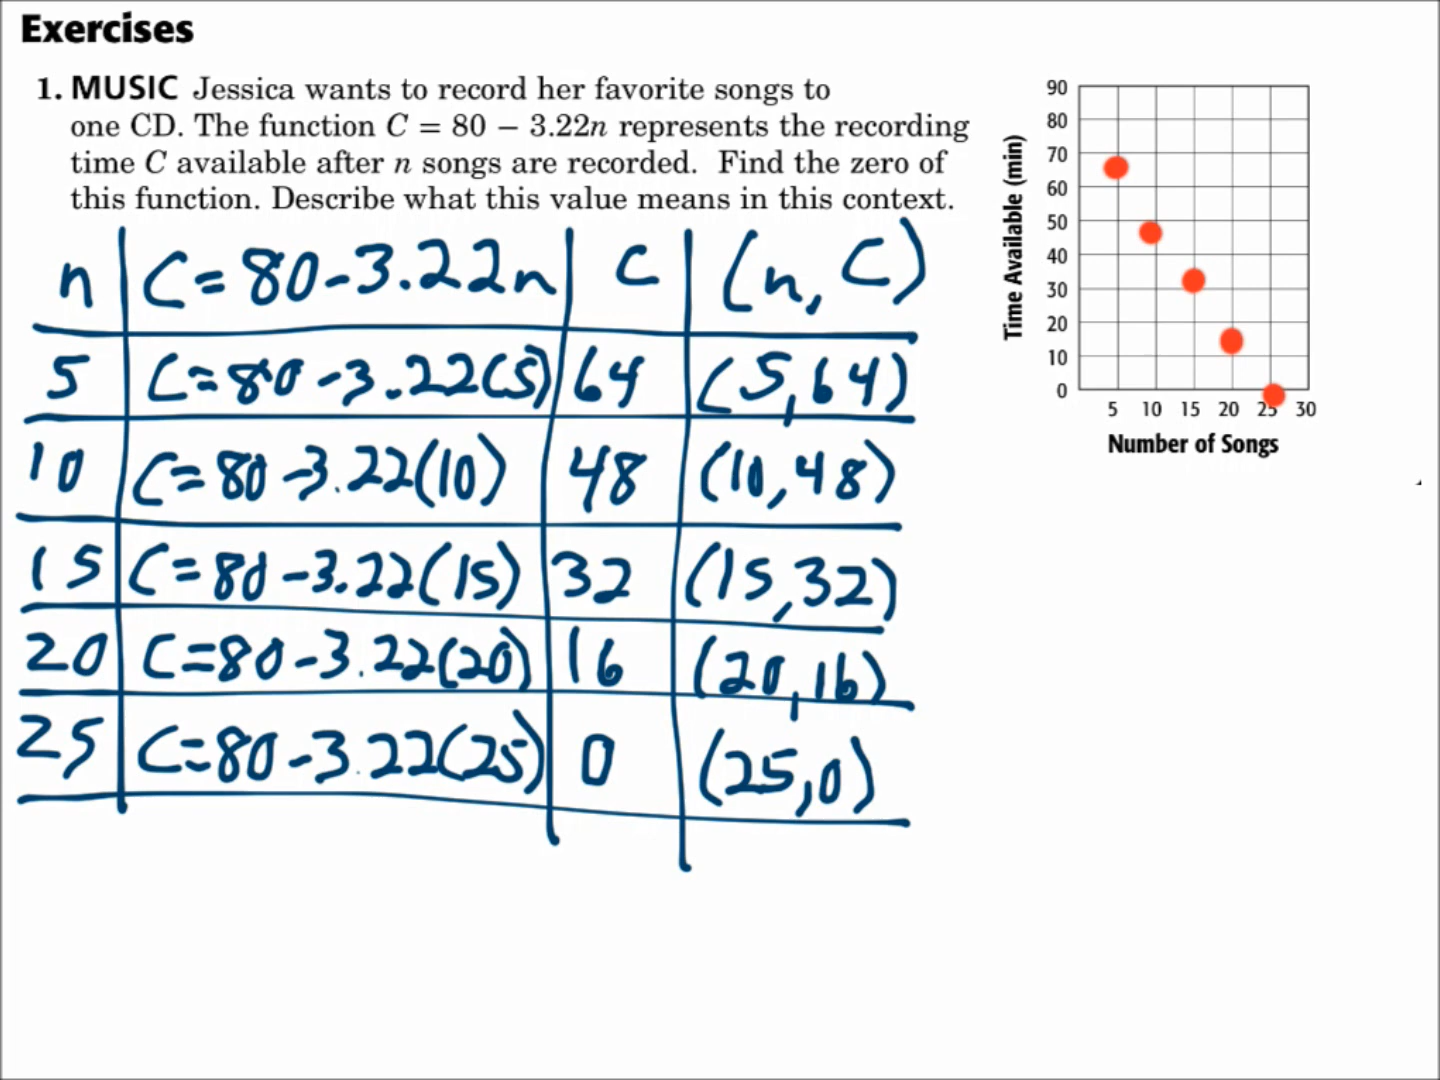 Exercises
1. MUSIC Jessica wants to record her favorite songs to
one CD. The function C = 80 − 3.22n represents the recording
time C available after n songs are recorded. Find the zero of
this function. Describe what this value means in this context.
n C=80-3.22n C (n, C)
5 C=80-3.22(5) 64 (5,64)
10 C=80-3.22(10) 48 (10,48)
15 C=80-3.22(15) 32 (15,32)
20 C=80-3.22(20) 16 (20,16)
25 C=80-3.22(25) 0 (25,0)
Time Available (min)
90
80
70
60
50
40
30
20
10
0
5 10 15 20 25 30
Number of Songs